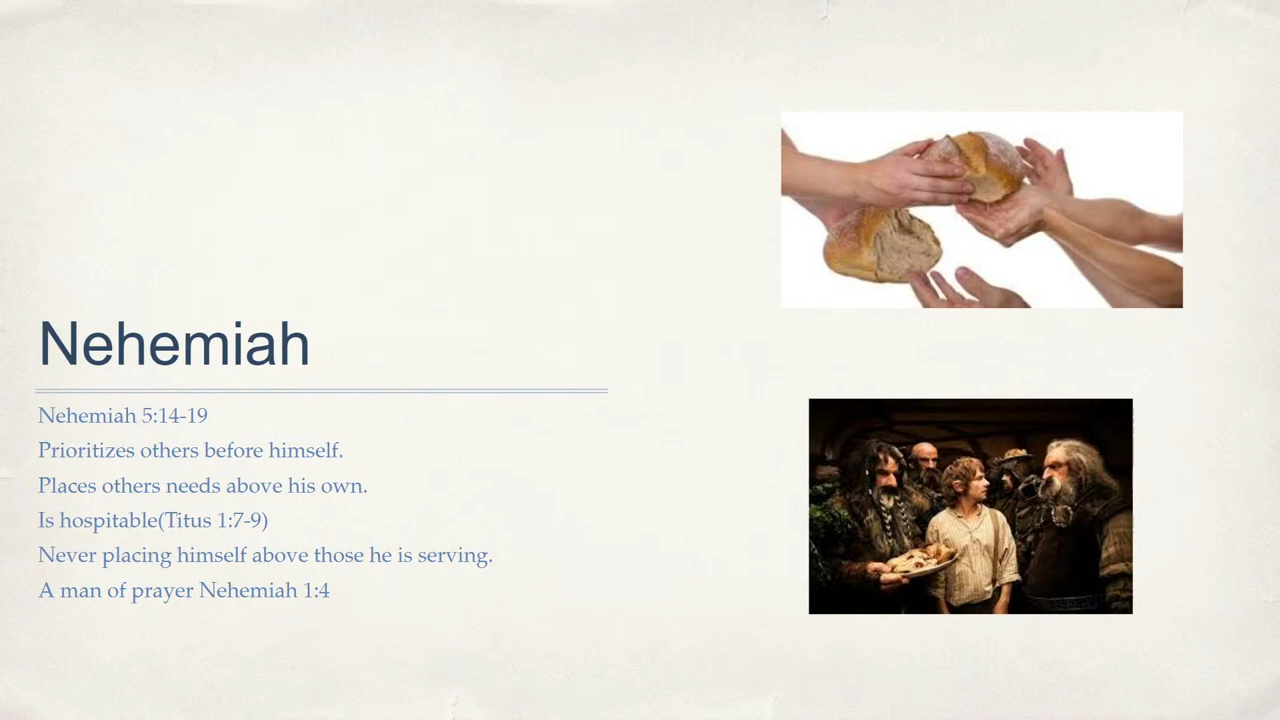 Nehemiah
Nehemiah 5:14-19
Prioritizes others before himself.
Places others needs above his own.
Is hospitable(Titus 1:7-9)
Never placing himself above those he is serving.
A man of prayer Nehemiah 1:4